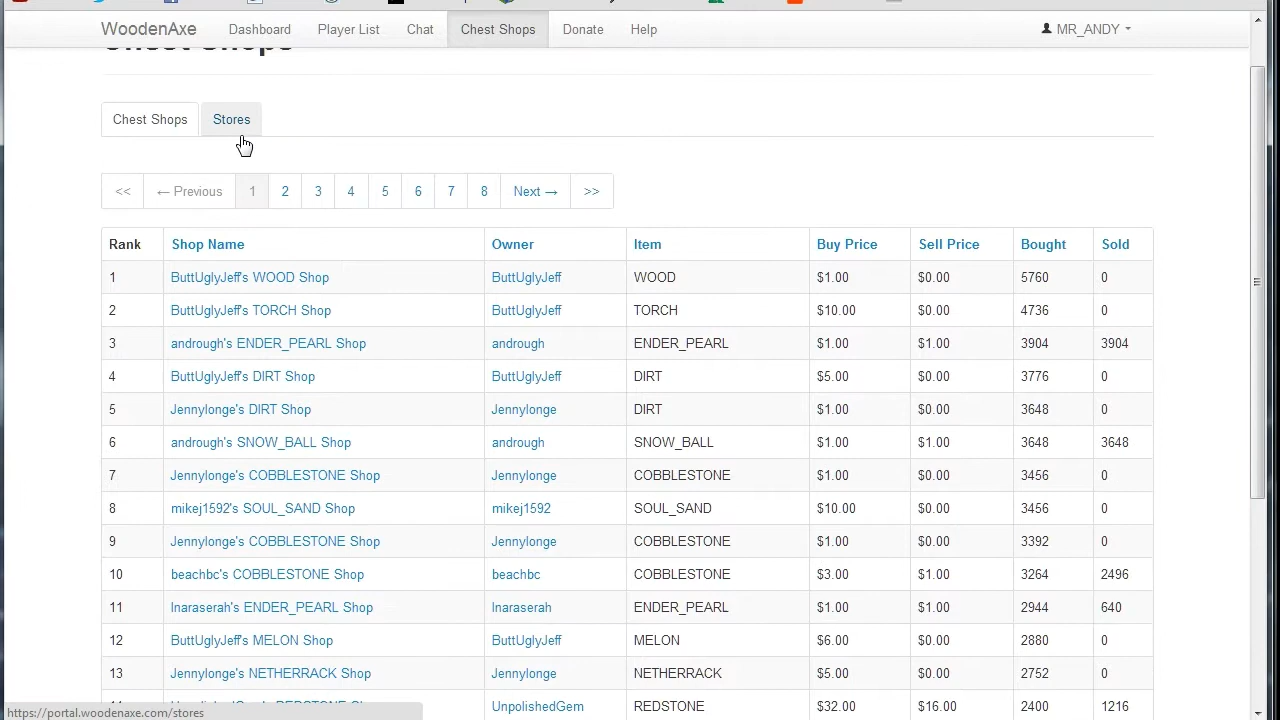 WoodenAxe Dashboard Player List Chat Chest Shops Donate Help MR_ANDY
Chest Shops
Chest Shops Stores
<< ← Previous 1 2 3 4 5 6 7 8 Next → >>
Rank Shop Name Owner Item Buy Price Sell Price Bought Sold
1 ButtUglyJeff's WOOD Shop ButtUglyJeff WOOD $1.00 $0.00 5760 0
2 ButtUglyJeff's TORCH Shop ButtUglyJeff TORCH $10.00 $0.00 4736 0
3 andrough's ENDER_PEARL Shop andrough ENDER_PEARL $1.00 $1.00 3904 3904
4 ButtUglyJeff's DIRT Shop ButtUglyJeff DIRT $5.00 $0.00 3776 0
5 Jennylonge's DIRT Shop Jennylonge DIRT $1.00 $0.00 3648 0
6 andrough's SNOW_BALL Shop andrough SNOW_BALL $1.00 $1.00 3648 3648
7 Jennylonge's COBBLESTONE Shop Jennylonge COBBLESTONE $1.00 $0.00 3456 0
8 mikej1592's SOUL_SAND Shop mikej1592 SOUL_SAND $10.00 $0.00 3456 0
9 Jennylonge's COBBLESTONE Shop Jennylonge COBBLESTONE $1.00 $0.00 3392 0
10 beachbc's COBBLESTONE Shop beachbc COBBLESTONE $3.00 $1.00 3264 2496
11 Inaraserah's ENDER_PEARL Shop Inaraserah ENDER_PEARL $1.00 $1.00 2944 640
12 ButtUglyJeff's MELON Shop ButtUglyJeff MELON $6.00 $0.00 2880 0
13 Jennylonge's NETHERRACK Shop Jennylonge NETHERRACK $5.00 $0.00 2752 0
UnpolishedGem REDSTONE $32.00 $16.00 2400 1216
https://portal.woodenaxe.com/stores